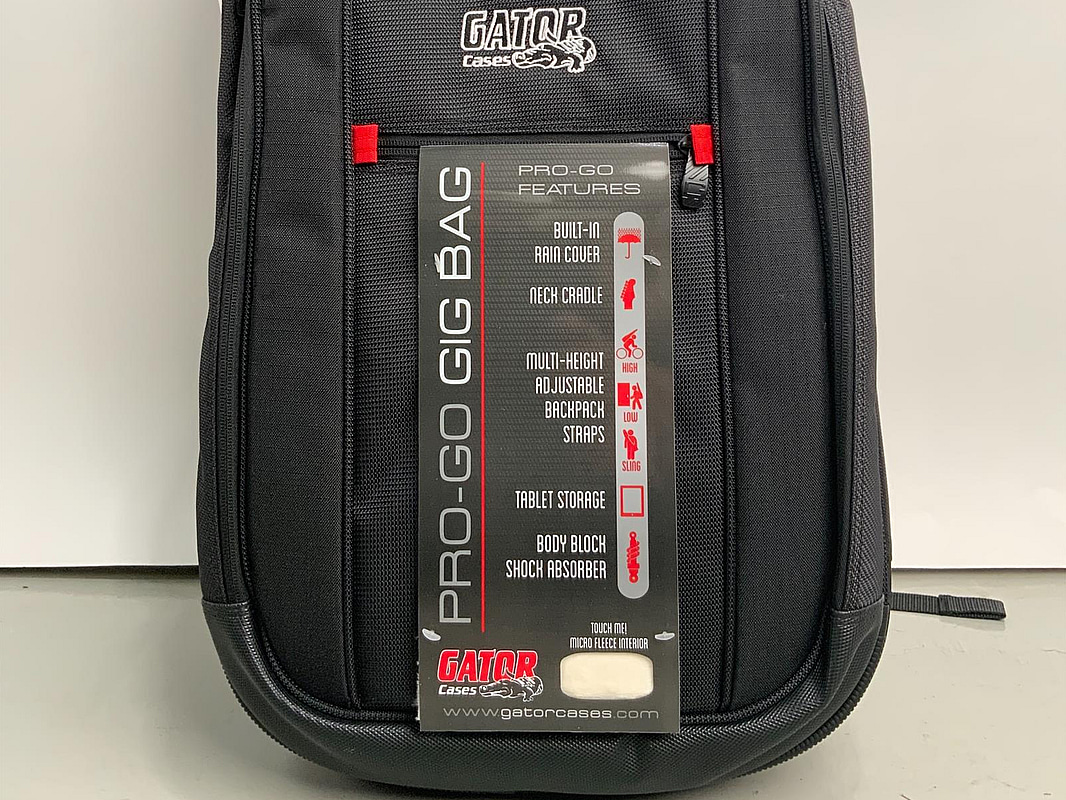 GATOR
Cases
PRO-GO GIG BAG
PRO-GO
FEATURES
BUILT-IN
RAIN COVER
NECK CRADLE
MULTI-HEIGHT
ADJUSTABLE
BACKPACK
STRAPS
HIGH
LOW
SLING
TABLET STORAGE
BODY BLOCK
SHOCK ABSORBER
TOUCH ME!
MICRO FLEECE INTERIOR
GATOR
Cases
www.gatorcases.com